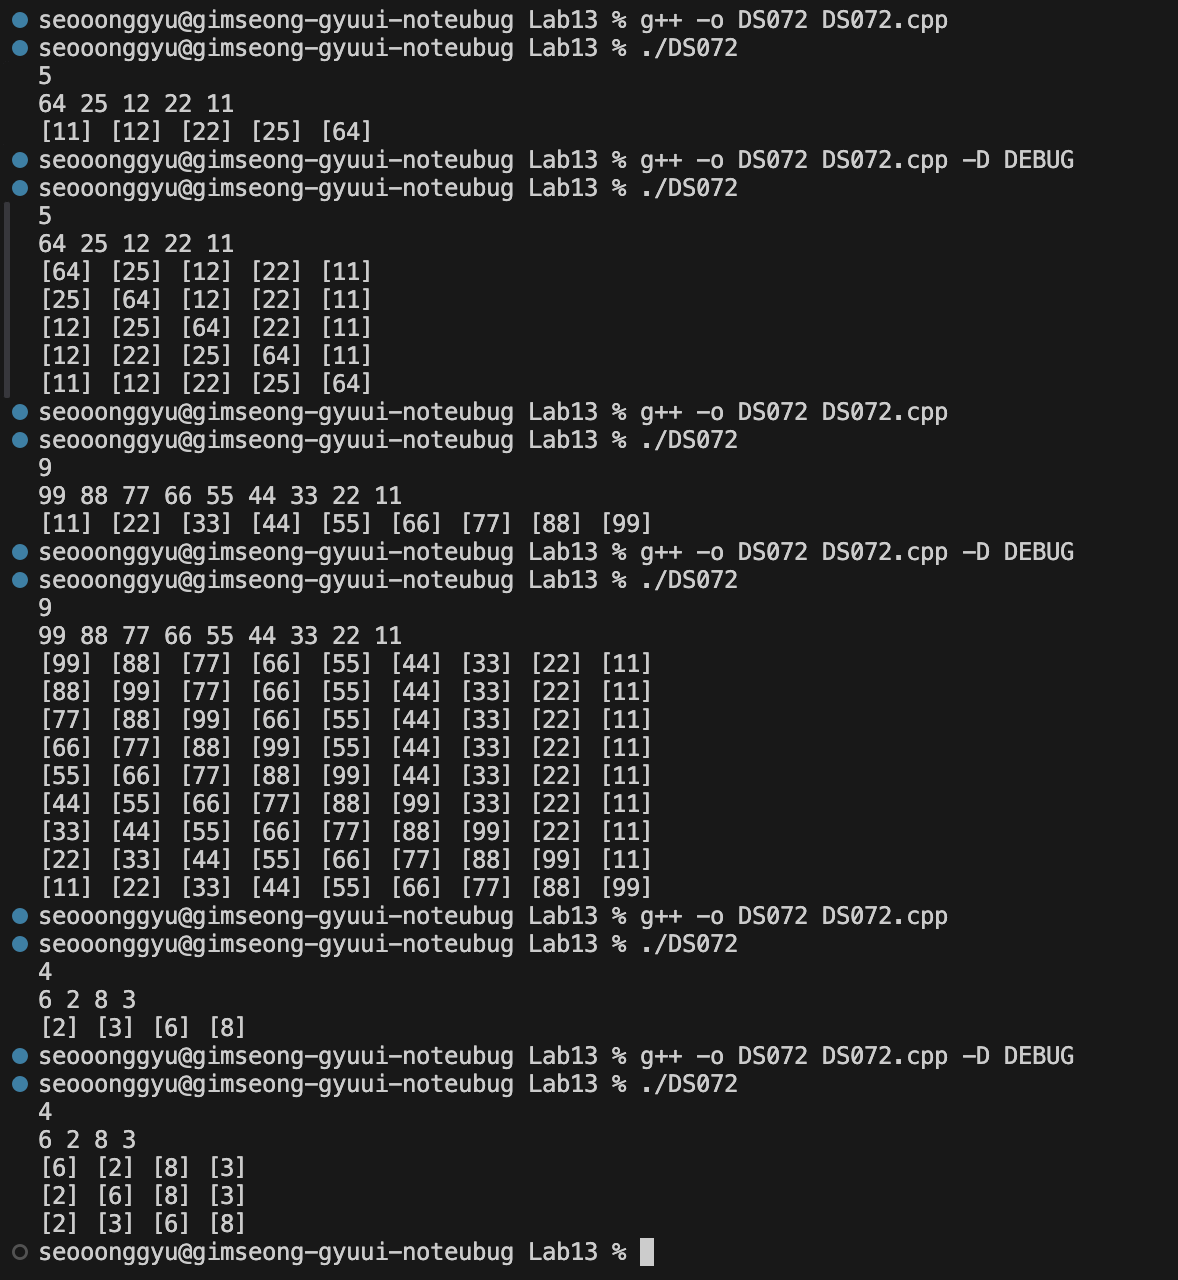 seooonggyu@gimseong-gyuui-noteubug Lab13 % g++ -o DS072 DS072.cpp
seooonggyu@gimseong-gyuui-noteubug Lab13 % ./DS072
5
64 25 12 22 11
[11] [12] [22] [25] [64]
seooonggyu@gimseong-gyuui-noteubug Lab13 % g++ -o DS072 DS072.cpp -D DEBUG
seooonggyu@gimseong-gyuui-noteubug Lab13 % ./DS072
5
64 25 12 22 11
[64] [25] [12] [22] [11]
[25] [64] [12] [22] [11]
[12] [25] [64] [22] [11]
[12] [22] [25] [64] [11]
[11] [12] [22] [25] [64]
seooonggyu@gimseong-gyuui-noteubug Lab13 % g++ -o DS072 DS072.cpp
seooonggyu@gimseong-gyuui-noteubug Lab13 % ./DS072
9
99 88 77 66 55 44 33 22 11
[11] [22] [33] [44] [55] [66] [77] [88] [99]
seooonggyu@gimseong-gyuui-noteubug Lab13 % g++ -o DS072 DS072.cpp -D DEBUG
seooonggyu@gimseong-gyuui-noteubug Lab13 % ./DS072
9
99 88 77 66 55 44 33 22 11
[99] [88] [77] [66] [55] [44] [33] [22] [11]
[88] [99] [77] [66] [55] [44] [33] [22] [11]
[77] [88] [99] [66] [55] [44] [33] [22] [11]
[66] [77] [88] [99] [55] [44] [33] [22] [11]
[55] [66] [77] [88] [99] [44] [33] [22] [11]
[44] [55] [66] [77] [88] [99] [33] [22] [11]
[33] [44] [55] [66] [77] [88] [99] [22] [11]
[22] [33] [44] [55] [66] [77] [88] [99] [11]
[11] [22] [33] [44] [55] [66] [77] [88] [99]
seooonggyu@gimseong-gyuui-noteubug Lab13 % g++ -o DS072 DS072.cpp
seooonggyu@gimseong-gyuui-noteubug Lab13 % ./DS072
4
6 2 8 3
[2] [3] [6] [8]
seooonggyu@gimseong-gyuui-noteubug Lab13 % g++ -o DS072 DS072.cpp -D DEBUG
seooonggyu@gimseong-gyuui-noteubug Lab13 % ./DS072
4
6 2 8 3
[6] [2] [8] [3]
[2] [6] [8] [3]
[2] [3] [6] [8]
seooonggyu@gimseong-gyuui-noteubug Lab13 %